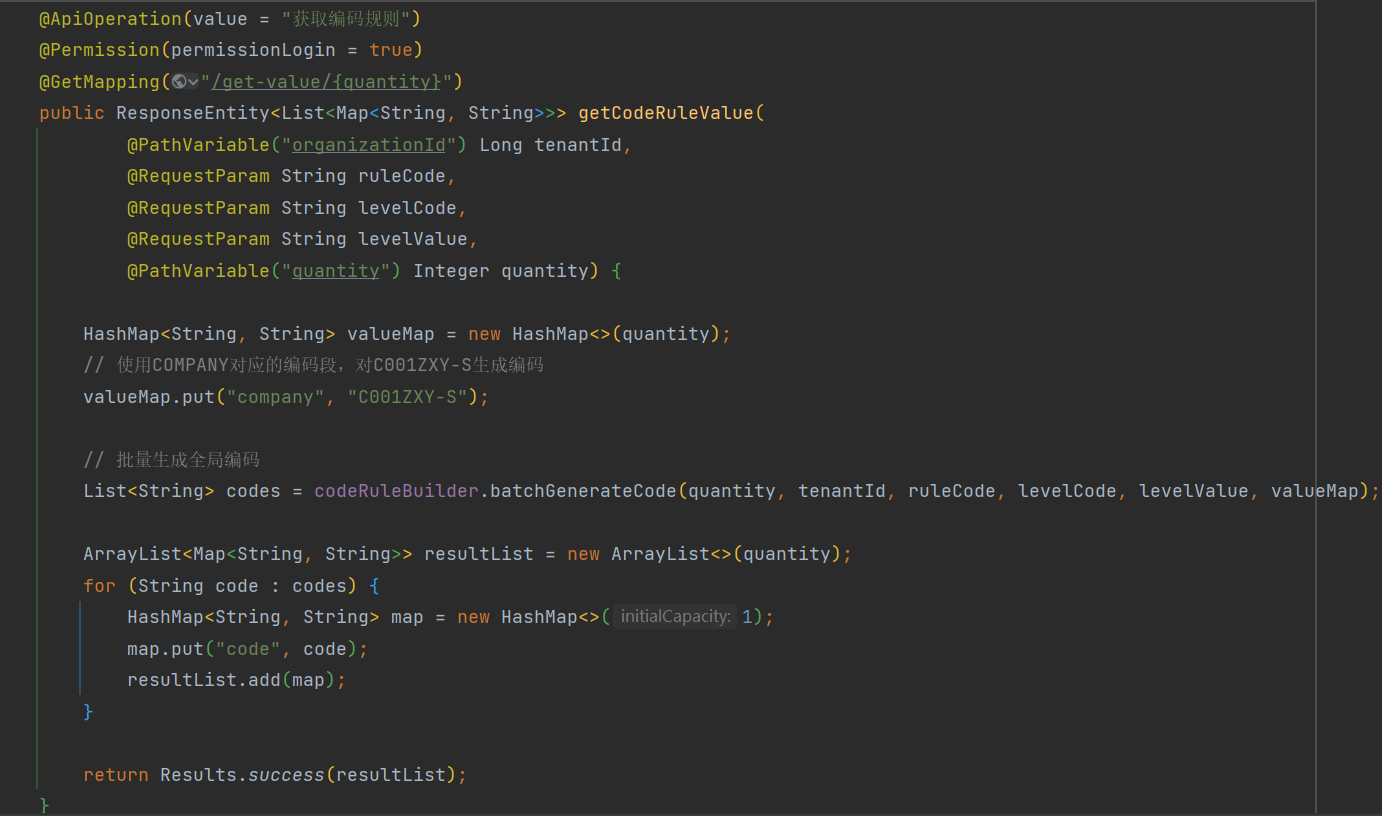 @ApiOperation(value = "获取编码规则")
@Permission(permissionLogin = true)
@GetMapping("/get-value/{quantity}")
public ResponseEntity<List<Map<String, String>>> getCodeRuleValue(
@PathVariable("organizationId") Long tenantId,
@RequestParam String ruleCode,
@RequestParam String levelCode,
@RequestParam String levelValue,
@PathVariable("quantity") Integer quantity) {
HashMap<String, String> valueMap = new HashMap<>(quantity);
// 使用COMPANY对应的编码段，对C001ZXY-S生成编码
valueMap.put("company", "C001ZXY-S");
// 批量生成全局编码
List<String> codes = codeRuleBuilder.batchGenerateCode(quantity, tenantId, ruleCode, levelCode, levelValue, valueMap);
ArrayList<Map<String, String>> resultList = new ArrayList<>(quantity);
for (String code : codes) {
HashMap<String, String> map = new HashMap<>( initialCapacity: 1);
map.put("code", code);
resultList.add(map);
}
return Results.success(resultList);
}